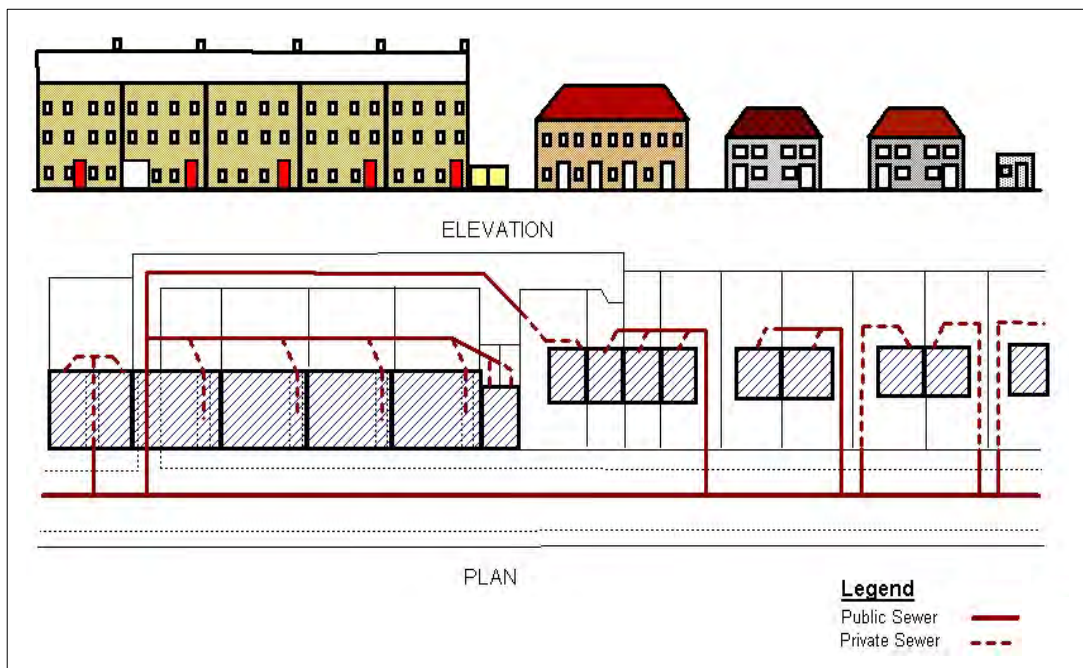 ELEVATION
PLAN
Legend
Public Sewer
Private Sewer